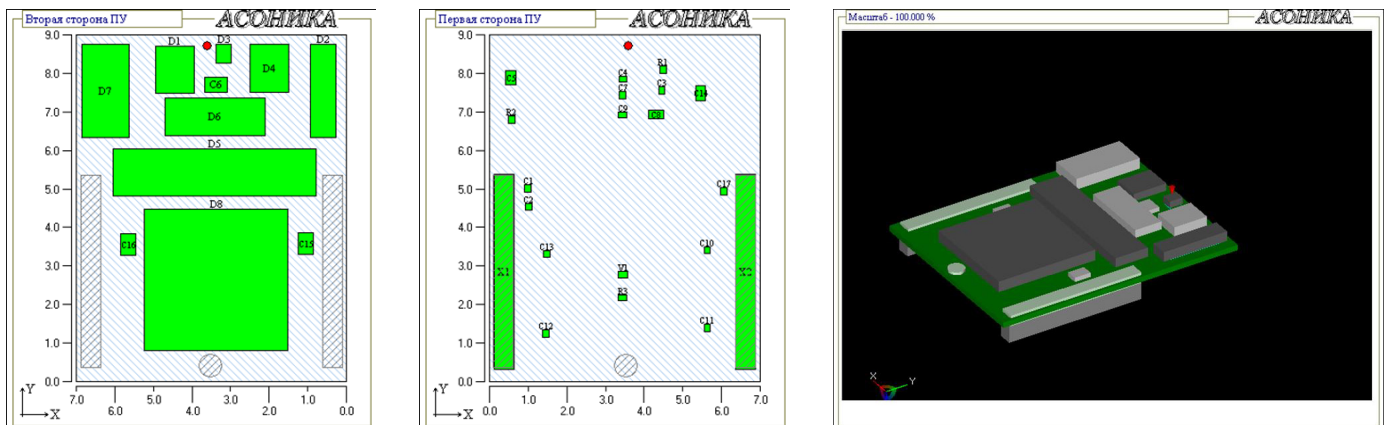 Вторая сторона ПУ
АСОНИКА
9.0
8.0
7.0
6.0
5.0
4.0
3.0
2.0
1.0
0.0
7.0
6.0
5.0
4.0
3.0
2.0
1.0
0.0
Y
X
D1
D3
D2
D7
D4
C6
D6
D5
D8
C16
C15
Первая сторона ПУ
АСОНИКА
9.0
8.0
7.0
6.0
5.0
4.0
3.0
2.0
1.0
0.0
0.0
1.0
2.0
3.0
4.0
5.0
6.0
7.0
Y
X
R1
C5
C4
C7
C3
C14
R2
C9
C8
C1
C2
C17
C13
C10
X1
V1
X2
R3
C12
C11
Масштаб - 100.000 %
АСОНИКА
X
Y